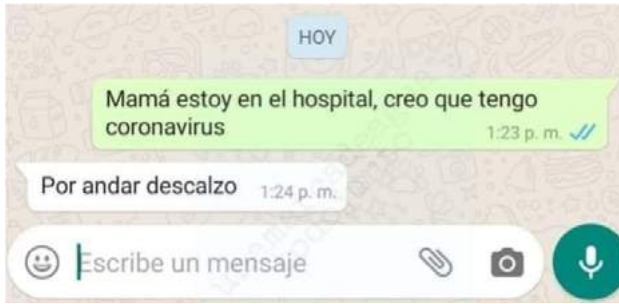 HOY
Mamá estoy en el hospital, creo que tengo
coronavirus
1:23 p. m.
Por andar descalzo 1:24 p. m.
Escribe un mensaje